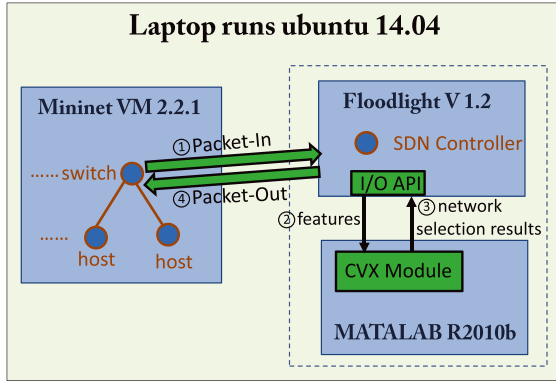 Laptop runs ubuntu 14.04
Mininet VM 2.2.1
Floodlight V 1.2
①Packet-In
SDN Controller
...... switch
④Packet-Out
I/O API
②features
③network
selection results
......
host
host
CVX Module
MATALAB R2010b